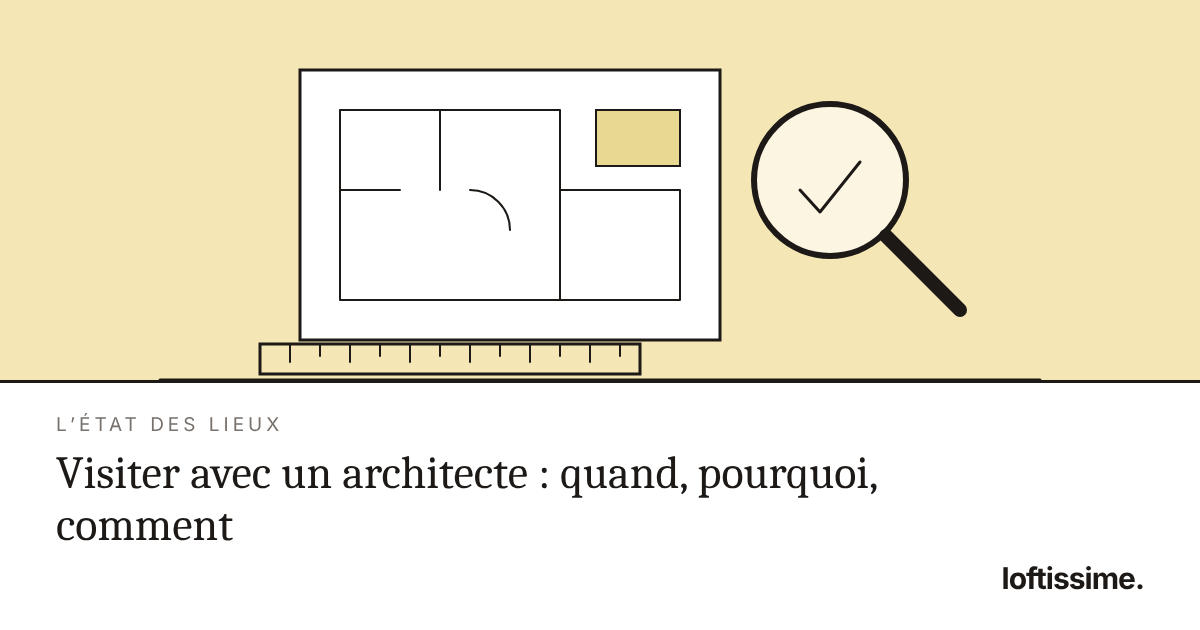 L’ÉTAT DES LIEUX
Visiter avec un architecte : quand, pourquoi,
comment
loftissime.